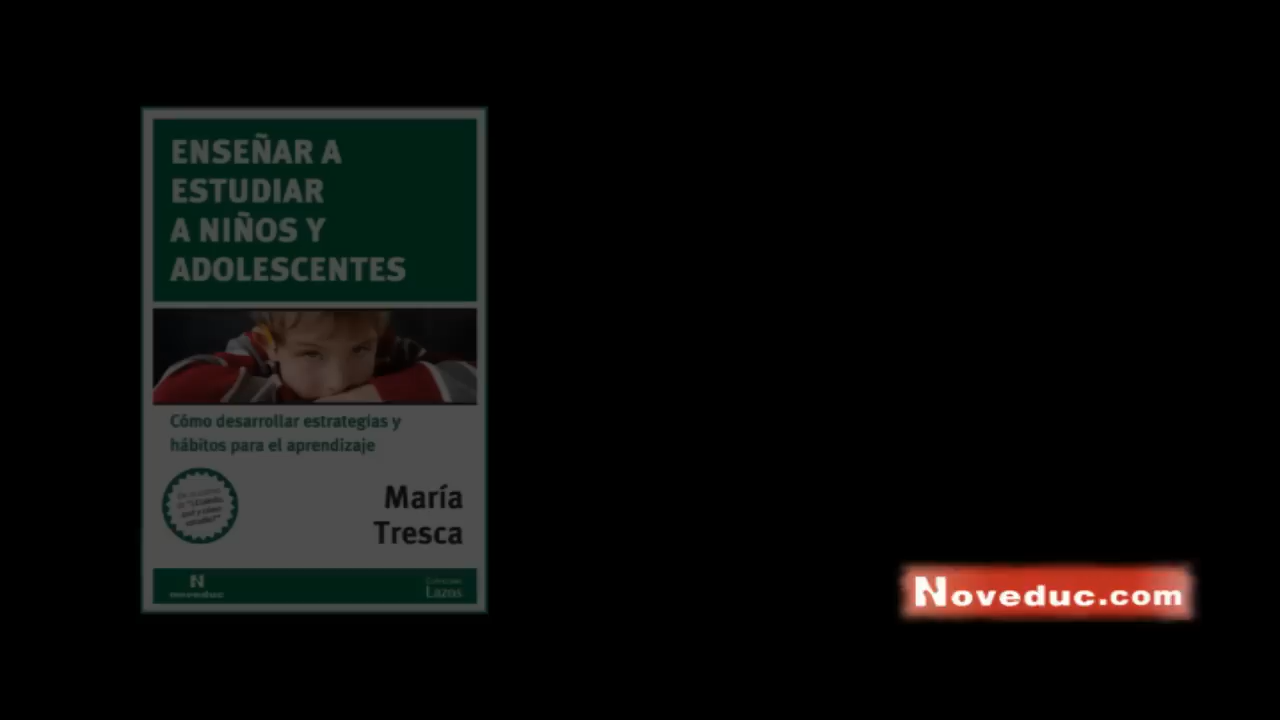 ENSEÑAR A
ESTUDIAR
A NIÑOS Y
ADOLESCENTES
Cómo desarrollar estrategias y
hábitos para el aprendizaje
María
Tresca
N
noveduc
Lazos
Noveduc.com